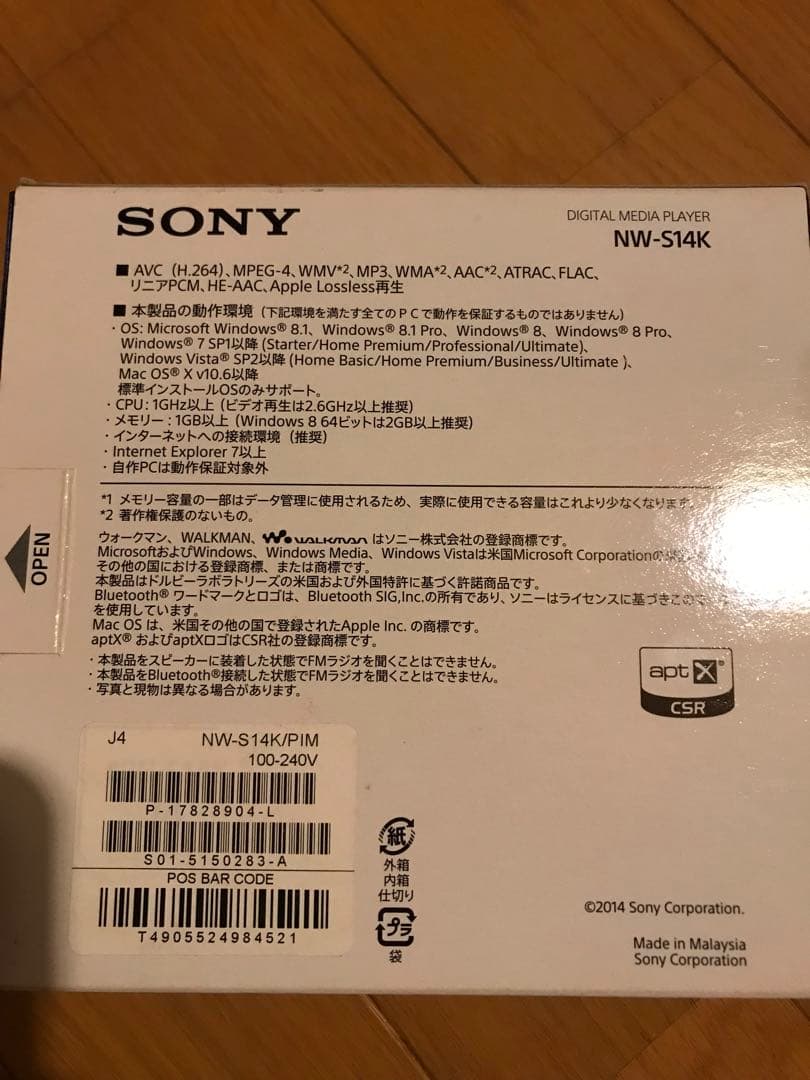 SONY
DIGITAL MEDIA PLAYER
NW-S14K
■ AVC（H.264）、MPEG-4、WMV*2、MP3、WMA*2、AAC*2、ATRAC、FLAC、
リニアPCM、HE-AAC、Apple Lossless再生
■ 本製品の動作環境（下記環境を満たす全てのＰＣで動作を保証するものではありません）
・OS: Microsoft Windows® 8.1、Windows® 8.1 Pro、Windows® 8、Windows® 8 Pro、
Windows® 7 SP1以降 (Starter/Home Premium/Professional/Ultimate)、
Windows Vista® SP2以降 (Home Basic/Home Premium/Business/Ultimate )、
Mac OS® X v10.6以降
標準インストールOSのみサポート。
・CPU：1GHz以上（ビデオ再生は2.6GHz以上推奨）
・メモリー：1GB以上（Windows 8 64ビットは2GB以上推奨）
・インターネットへの接続環境（推奨）
・Internet Explorer 7以上
・自作PCは動作保証対象外
*1 メモリー容量の一部はデータ管理に使用されるため、実際に使用できる容量はこれより少なくなります。
*2 著作権保護のないもの。
ウォークマン、WALKMAN、WALKMAN はソニー株式会社の登録商標です。
MicrosoftおよびWindows、Windows Media、Windows Vistaは米国Microsoft Corporationの
その他の国における登録商標、または商標です。
本製品はドルビーラボラトリーズの米国および外国特許に基づく許諾商品です。
Bluetooth® ワードマークとロゴは、Bluetooth SIG,Inc.の所有であり、ソニーはライセンスに基づきこの
を使用しています。
Mac OS は、米国その他の国で登録されたApple Inc. の商標です。
aptX® およびaptXロゴはCSR社の登録商標です。
・本製品をスピーカーに装着した状態でFMラジオを聞くことはできません。
・本製品をBluetooth®接続した状態でFMラジオを聞くことはできません。
・写真と現物は異なる場合があります。
OPEN
aptX®
CSR
J4 NW-S14K/PIM
100-240V
P-17828904-L
S01-5150283-A
POS BAR CODE
T4905524984521
紙
外箱
内箱
仕切り
プラ
袋
©2014 Sony Corporation.
Made in Malaysia
Sony Corporation